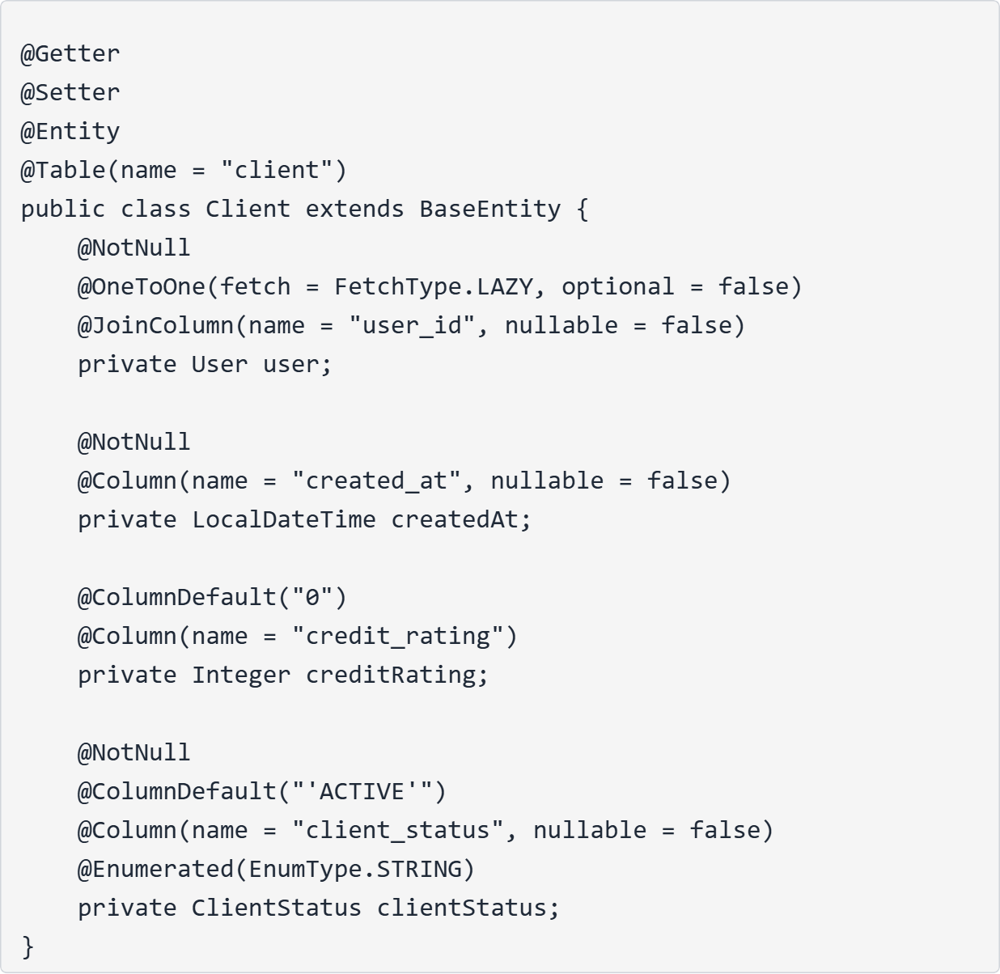 @Getter
@Setter
@Entity
@Table(name = "client")
public class Client extends BaseEntity {
    @NotNull
    @OneToOne(fetch = FetchType.LAZY, optional = false)
    @JoinColumn(name = "user_id", nullable = false)
    private User user;

    @NotNull
    @Column(name = "created_at", nullable = false)
    private LocalDateTime createdAt;

    @ColumnDefault("0")
    @Column(name = "credit_rating")
    private Integer creditRating;

    @NotNull
    @ColumnDefault("'ACTIVE'")
    @Column(name = "client_status", nullable = false)
    @Enumerated(EnumType.STRING)
    private ClientStatus clientStatus;
}